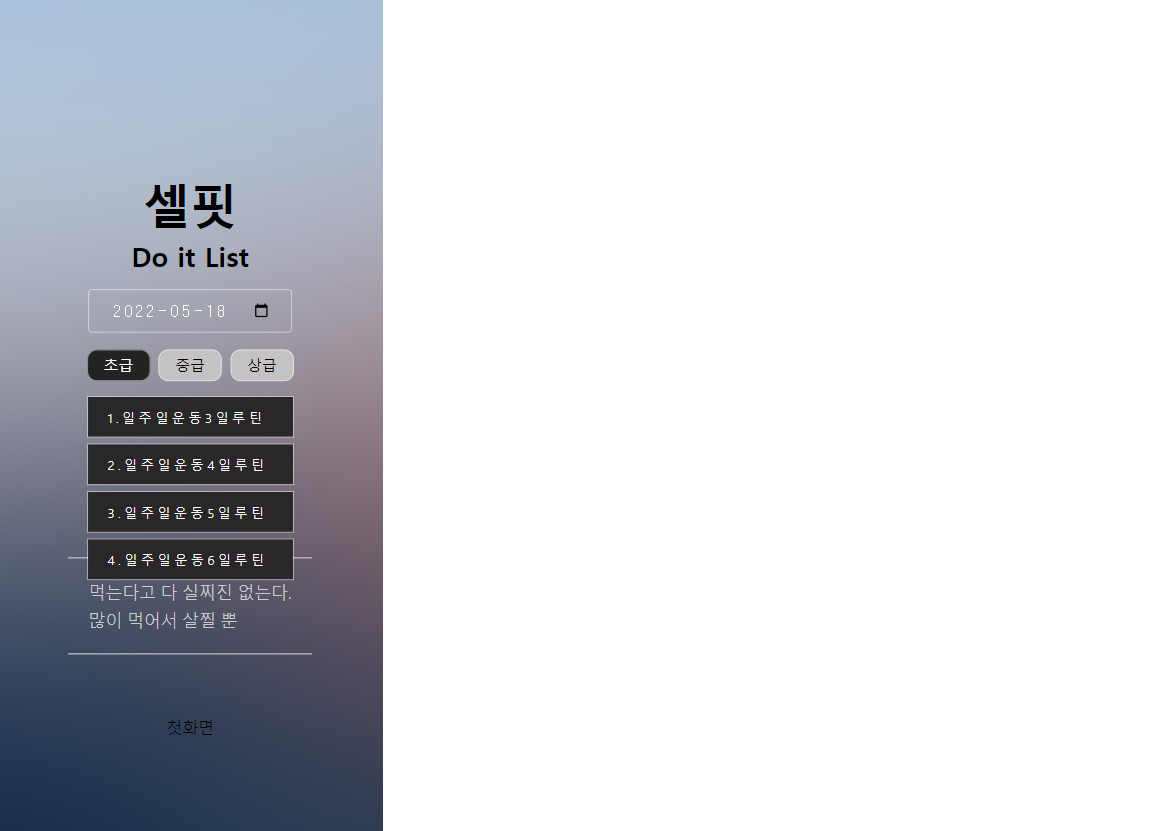 셀핏
Do it List
2022-05-18
초급 중급 상급
1.일주일운동3일루틴
2.일주일운동4일루틴
3.일주일운동5일루틴
4.일주일운동6일루틴
먹는다고 다 실찌진 없는다.
많이 먹어서 살찔 뿐
첫화면